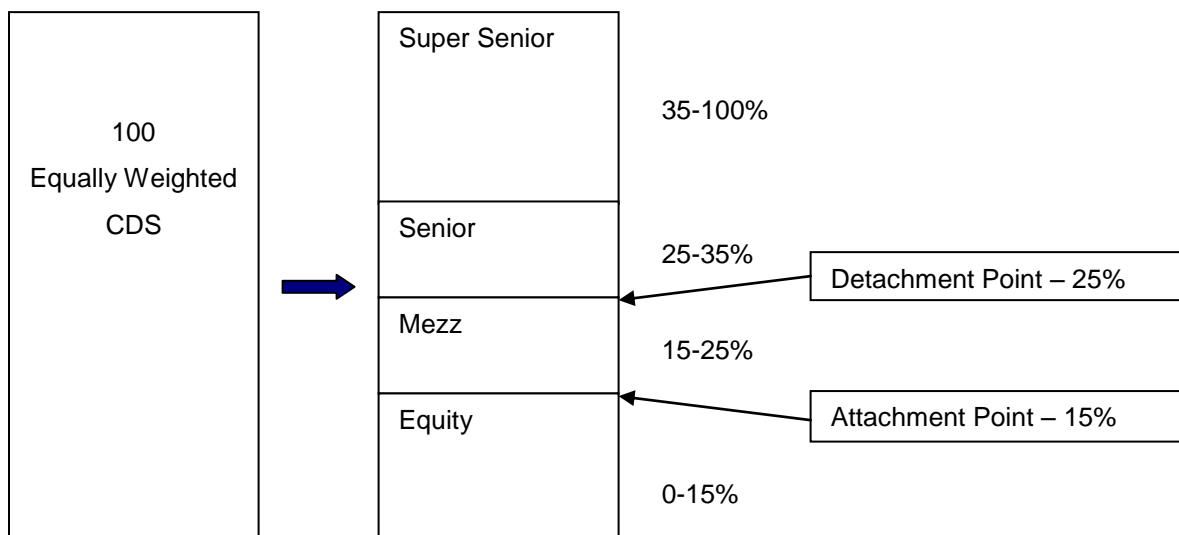 100
Equally Weighted
CDS
Super Senior
35-100%
Senior
25-35%
Detachment Point – 25%
Mezz
15-25%
Equity
Attachment Point – 15%
0-15%